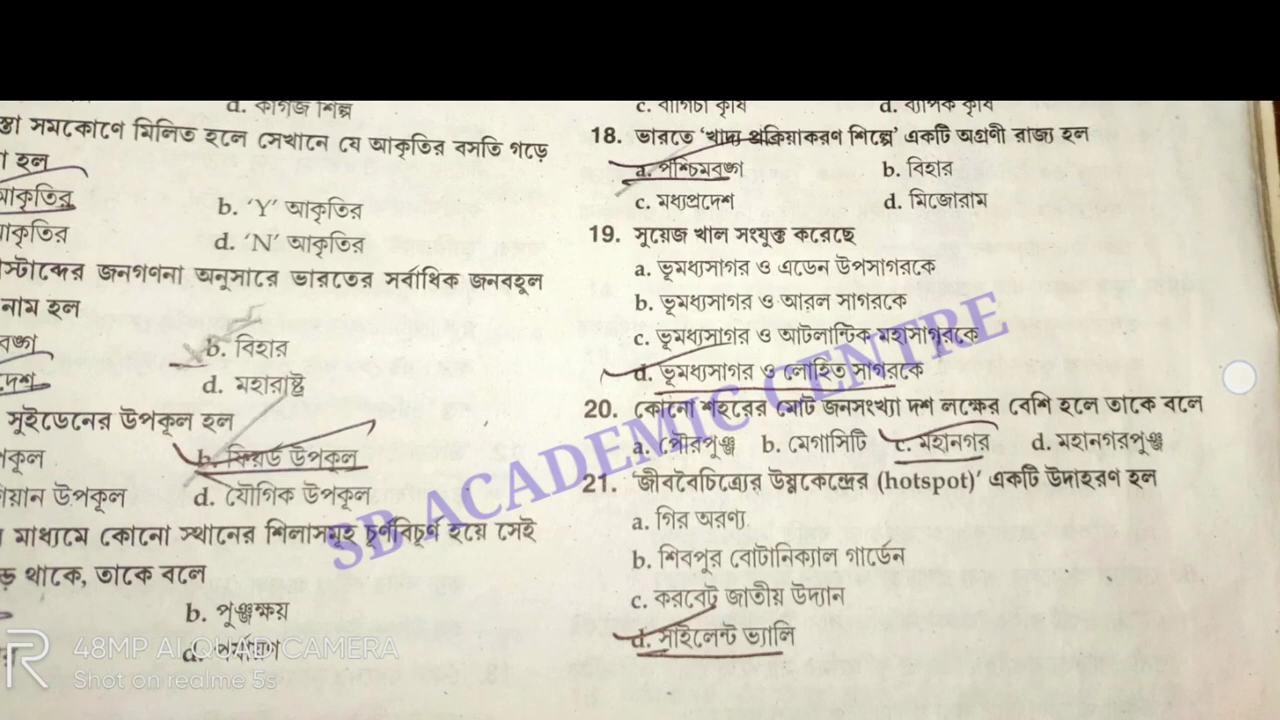 d. কাগজ শিল্প
স্তা সমকোণে মিলিত হলে সেখানে যে আকৃতির বসতি গড়ে
হল
আকৃতির
b. ‘Y’ আকৃতির
d. ‘N’ আকৃতির
জনগণনা অনুসারে ভারতের সর্বাধিক জনবহুল
নাম হল
b. বিহার
d. মহারাষ্ট্র
সুইডেনের উপকূল হল
b. ফিয়র্ড উপকূল
য়ান উপকূল
d. যৌগিক উপকূল
মাধ্যমে কোনো স্থানের শিলাসমূহ চূর্ণবিচূর্ণ হয়ে সেই
থাকে, তাকে বলে
b. পুঞ্জক্ষয়
d. পর্যায়ণ
c. বাগিচা কৃষি
d. ব্যাপক কৃষি
18. ভারতে ‘খাদ্য প্রক্রিয়াকরণ শিল্পে’ একটি অগ্রণী রাজ্য হল
a. পশ্চিমবঙ্গ
b. বিহার
c. মধ্যপ্রদেশ
d. মিজোরাম
19. সুয়েজ খাল সংযুক্ত করেছে
a. ভূমধ্যসাগর ও এডেন উপসাগরকে
b. ভূমধ্যসাগর ও আরল সাগরকে
c. ভূমধ্যসাগর ও আটলান্টিক মহাসাগরকে
d. ভূমধ্যসাগর ও লোহিত সাগরকে
20. কোনো শহরের মোট জনসংখ্যা দশ লক্ষের বেশি হলে তাকে বলে
a. পৌরপুঞ্জ b. মেগাসিটি c. মহানগর d. মহানগরপুঞ্জ
21. ‘জীববৈচিত্র্যের উষ্ণকেন্দ্রের (hotspot)’ একটি উদাহরণ হল
a. গির অরণ্য
b. শিবপুর বোটানিক্যাল গার্ডেন
c. করবেট জাতীয় উদ্যান
d. সাইলেন্ট ভ্যালি
SB ACADEMIC CENTRE
R
48MP AI QUAD CAMERA
Shot on realme 5s